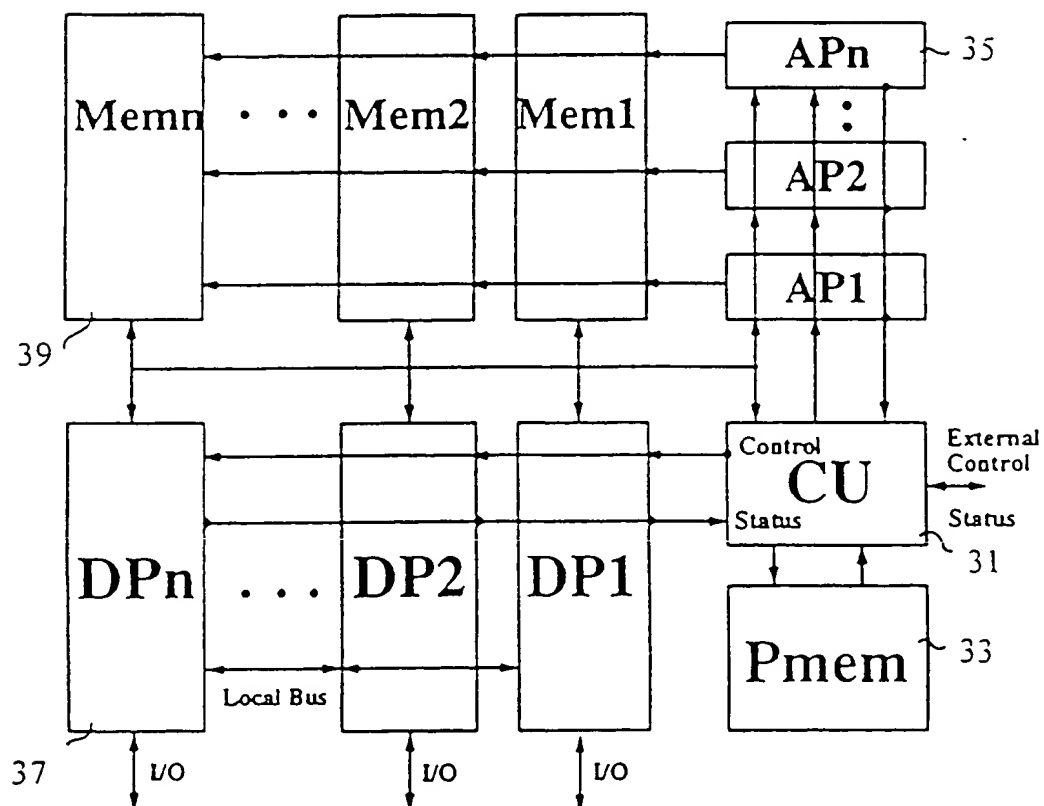 APn
35
Memn
Mem2
Mem1
AP2
AP1
39
Control
External
Control
CU
Status
Status
31
DPn
DP2
DP1
Pmem
33
Local Bus
37
I/O
I/O
I/O